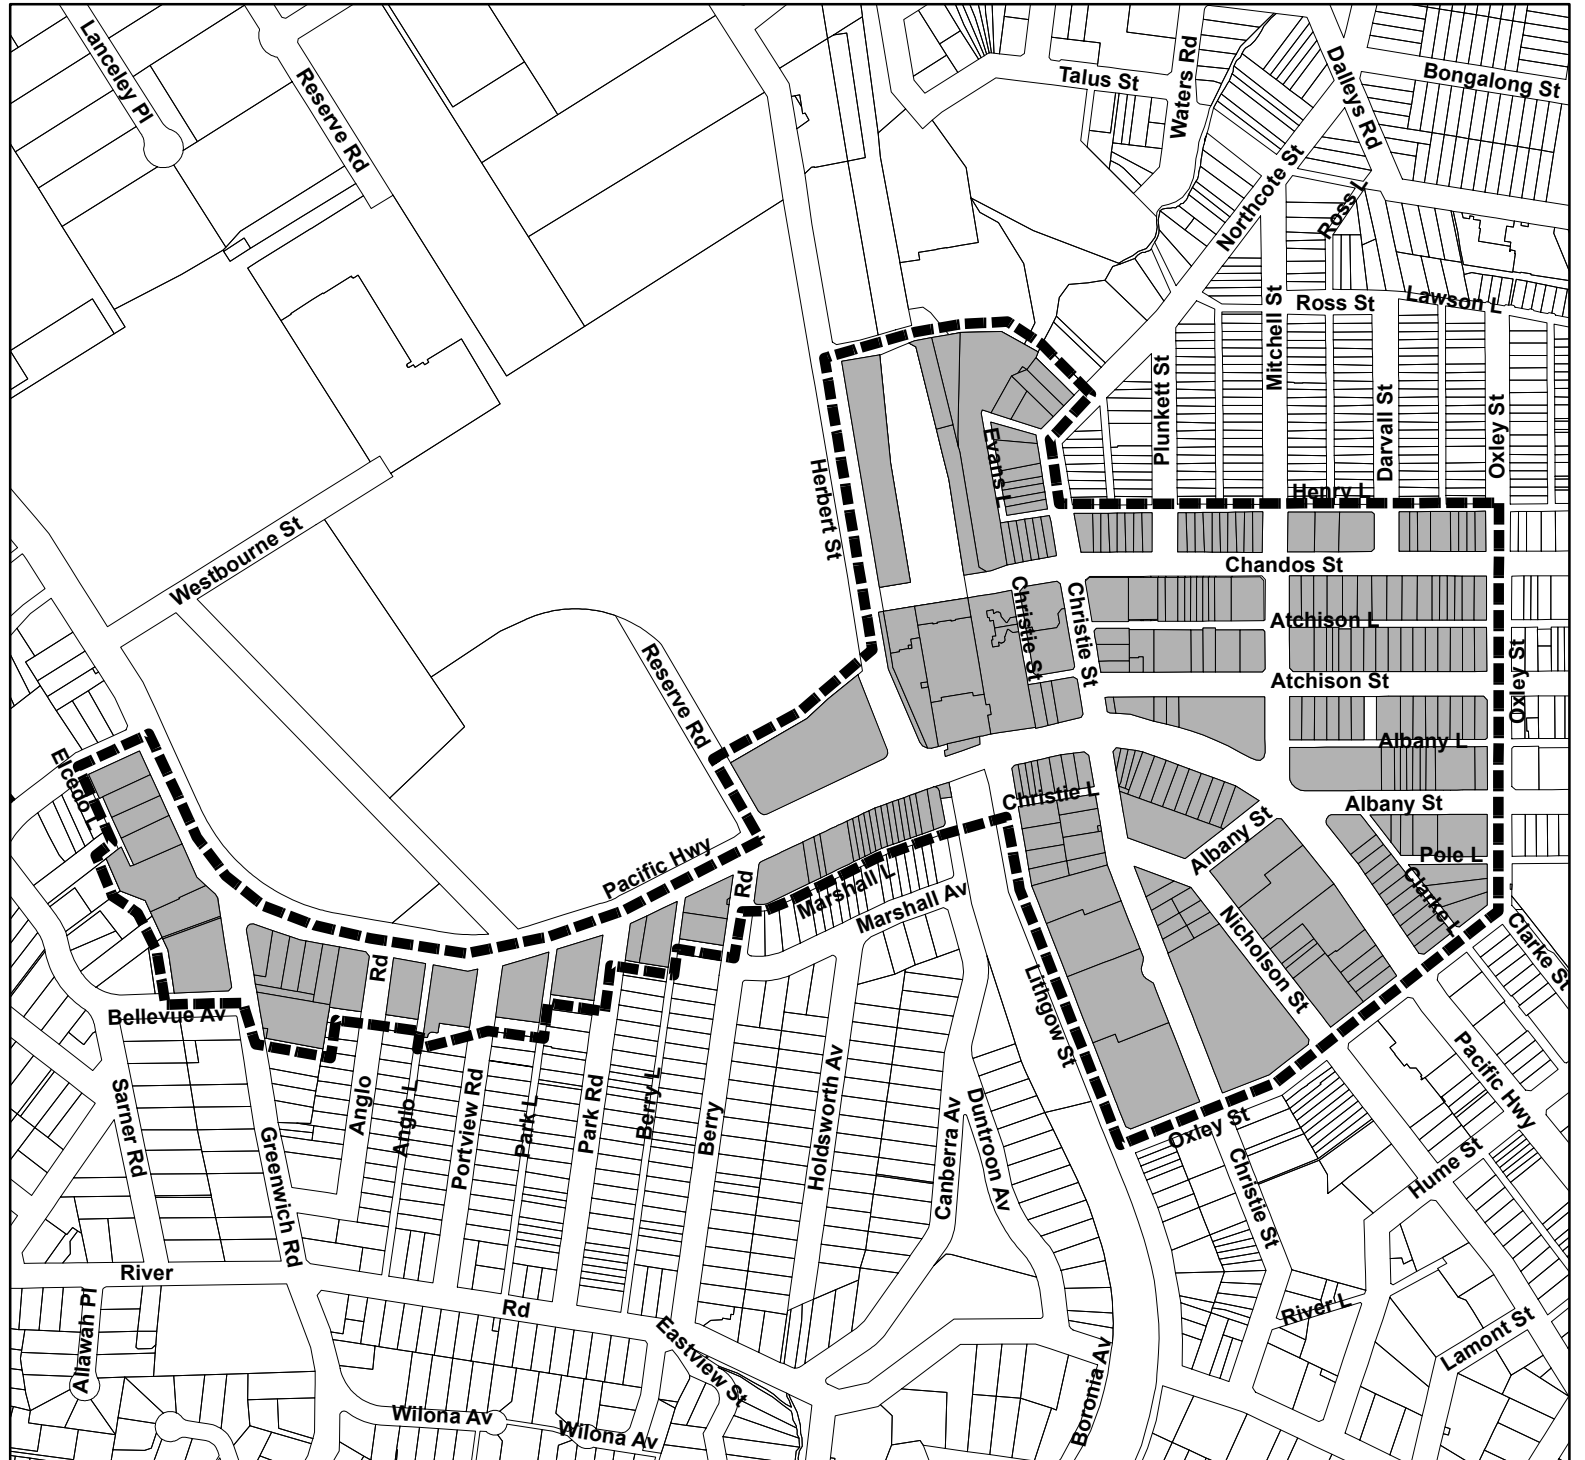 Lanceley Pl
Reserve Rd
Talus St
Waters Rd
Dalleys Rd
Bongalong St
Northcote St
Ross L
Mitchell St
Ross St
Lawson L
Plunkett St
Darvall St
Oxley St
Evans L
Herbert St
Henry L
Westbourne St
Chandos St
Christie St
Christie St
Atchison L
Reserve Rd
Atchison St
Oxley St
Elcedo L
Albany L
Christie L
Albany St
Albany St
Pacific Hwy
Pole L
Rd
Marshall L
Clarke L
Marshall Av
Nicholson St
Clarke St
Rd
Lithgow St
Bellevue Av
Pacific Hwy
Sarner Rd
Anglo
Anglo L
Portview Rd
Park L
Park Rd
Berry L
Berry
Holdsworth Av
Canberra Av
Duntroon Av
Oxley St
Greenwich Rd
Christie St
Hume St
River
Rd
River L
Allawah Pl
Eastview St
Boronia Av
Lamont St
Wilona Av
Wilona Av